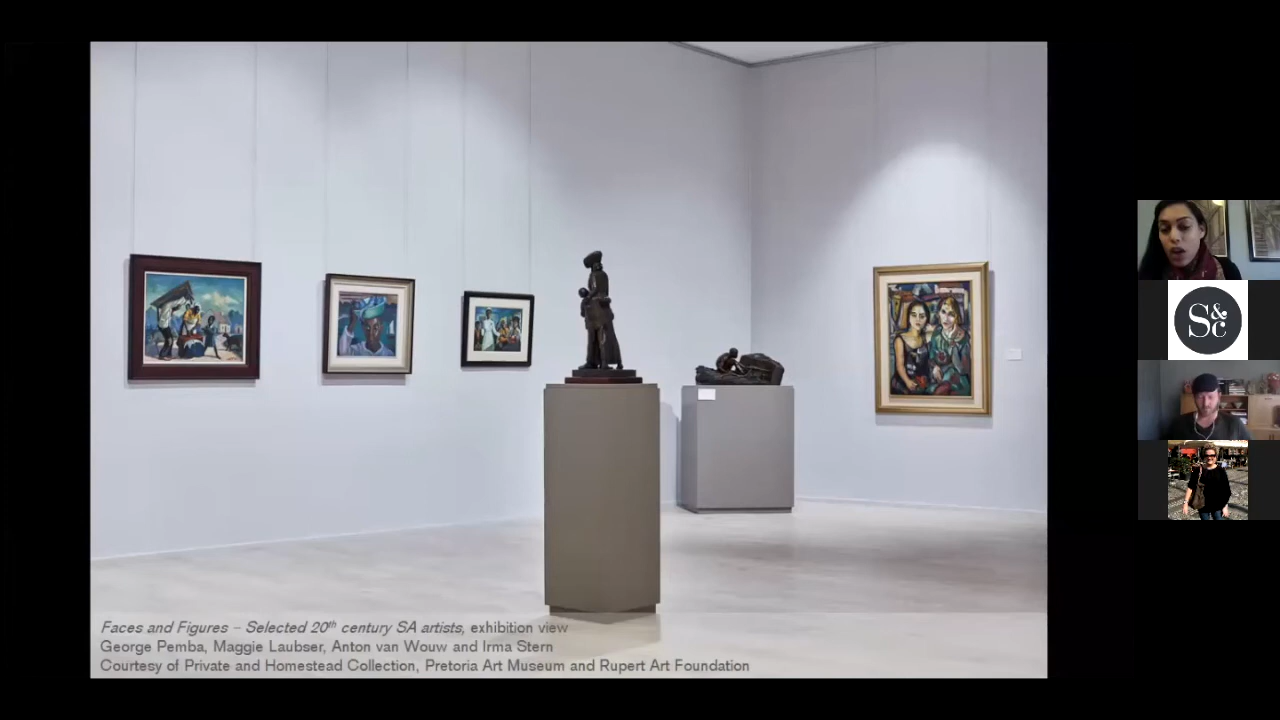 Faces and Figures – Selected 20th century SA artists, exhibition view
George Pemba, Maggie Laubser, Anton van Wouw and Irma Stern
Courtesy of Private and Homestead Collection, Pretoria Art Museum and Rupert Art Foundation
S&c